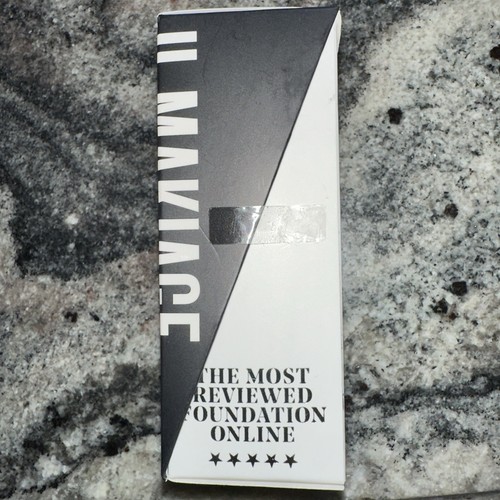 IL MAKIAGE
THE MOST
REVIEWED
FOUNDATION
ONLINE